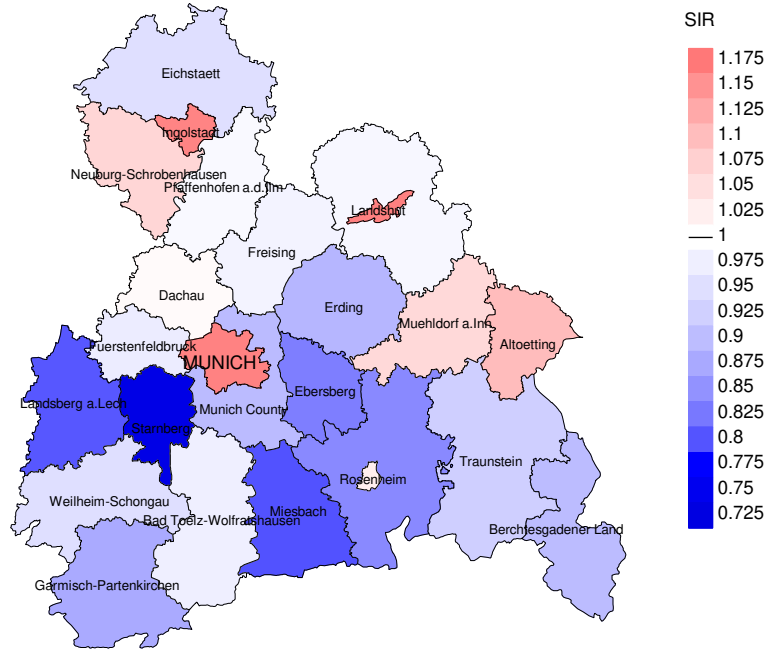 SIR
1.175
1.15
1.125
1.1
1.075
1.05
1.025
1
0.975
0.95
0.925
0.9
0.875
0.85
0.825
0.8
0.775
0.75
0.725
Eichstaett
Ingolstadt
Neuburg-Schrobenhausen
Pfaffenhofen a.d.Ilm
Landshut
Freising
Dachau
Erding
Muehldorf a.Inn
Altoetting
Fuerstenfeldbruck
MUNICH
Ebersberg
Landsberg a.Lech
Munich County
Starnberg
Traunstein
Rosenheim
Weilheim-Schongau
Miesbach
Bad Toelz-Wolfratshausen
Berchtesgadener Land
Garmisch-Partenkirchen